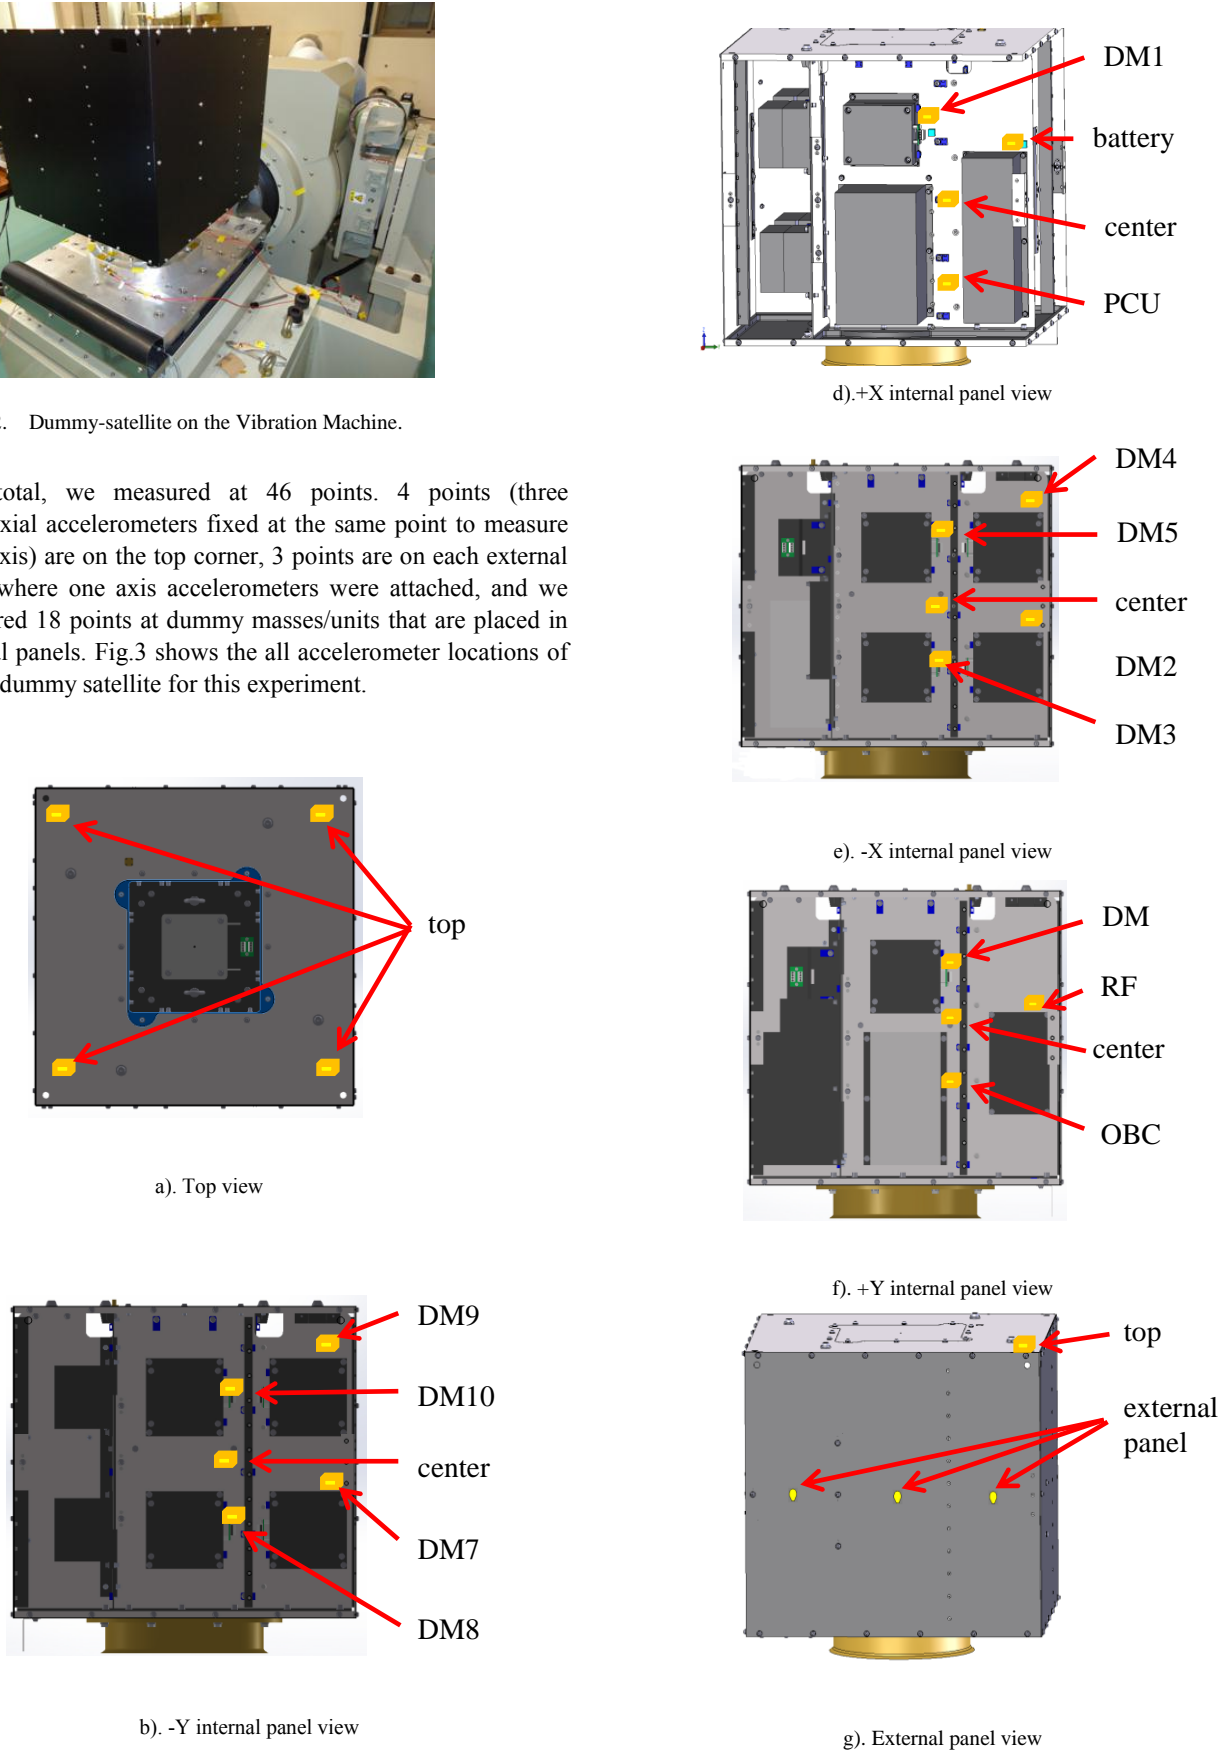 2. Dummy-satellite on the Vibration Machine.
total, we measured at 46 points. 4 points (three
axial accelerometers fixed at the same point to measure
xis) are on the top corner, 3 points are on each external
where one axis accelerometers were attached, and we
red 18 points at dummy masses/units that are placed in
l panels. Fig.3 shows the all accelerometer locations of
dummy satellite for this experiment.
top
a). Top view
DM9
DM10
center
DM7
DM8
b). -Y internal panel view
DM1
battery
center
PCU
d).+X internal panel view
DM4
DM5
center
DM2
DM3
e). -X internal panel view
DM
RF
center
OBC
f). +Y internal panel view
top
external
panel
g). External panel view